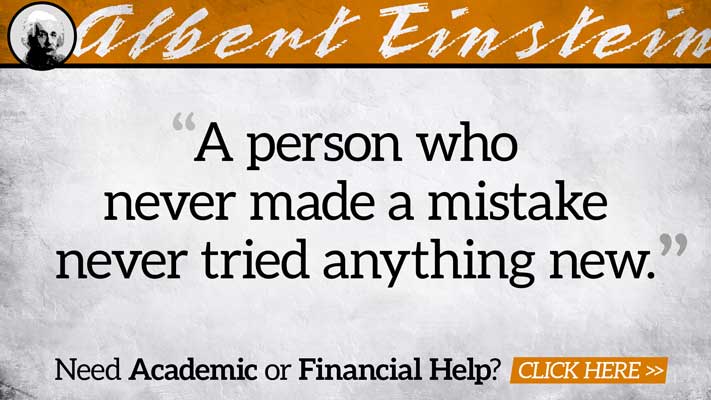 Albert Einstein
“A person who
never made a mistake
never tried anything new.”
Need Academic or Financial Help? CLICK HERE >>